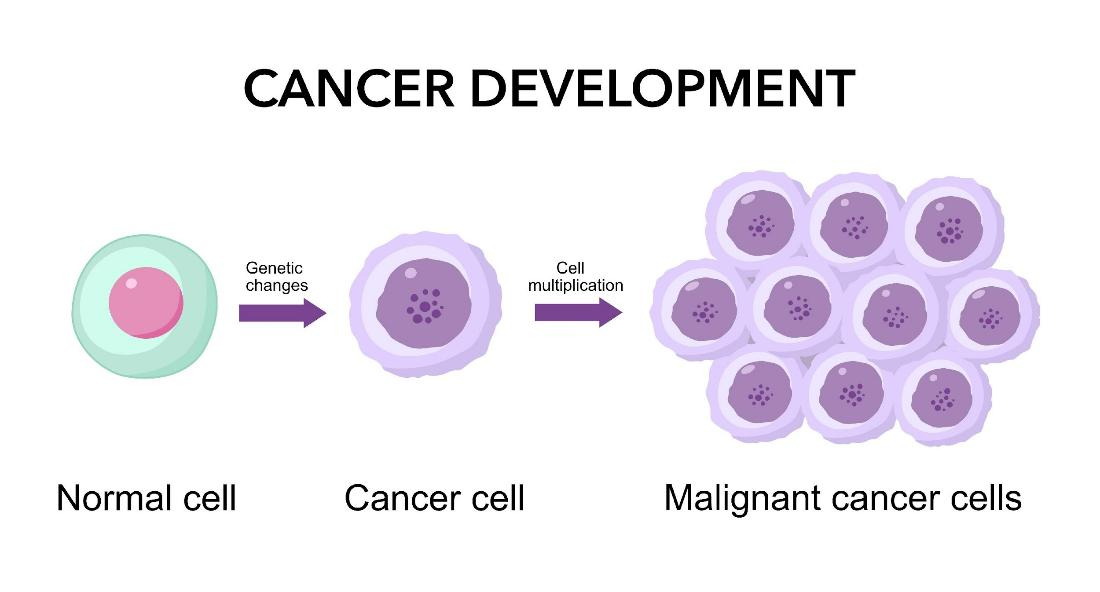 CANCER DEVELOPMENT
Genetic
changes
Cell
multiplication
Normal cell
Cancer cell
Malignant cancer cells